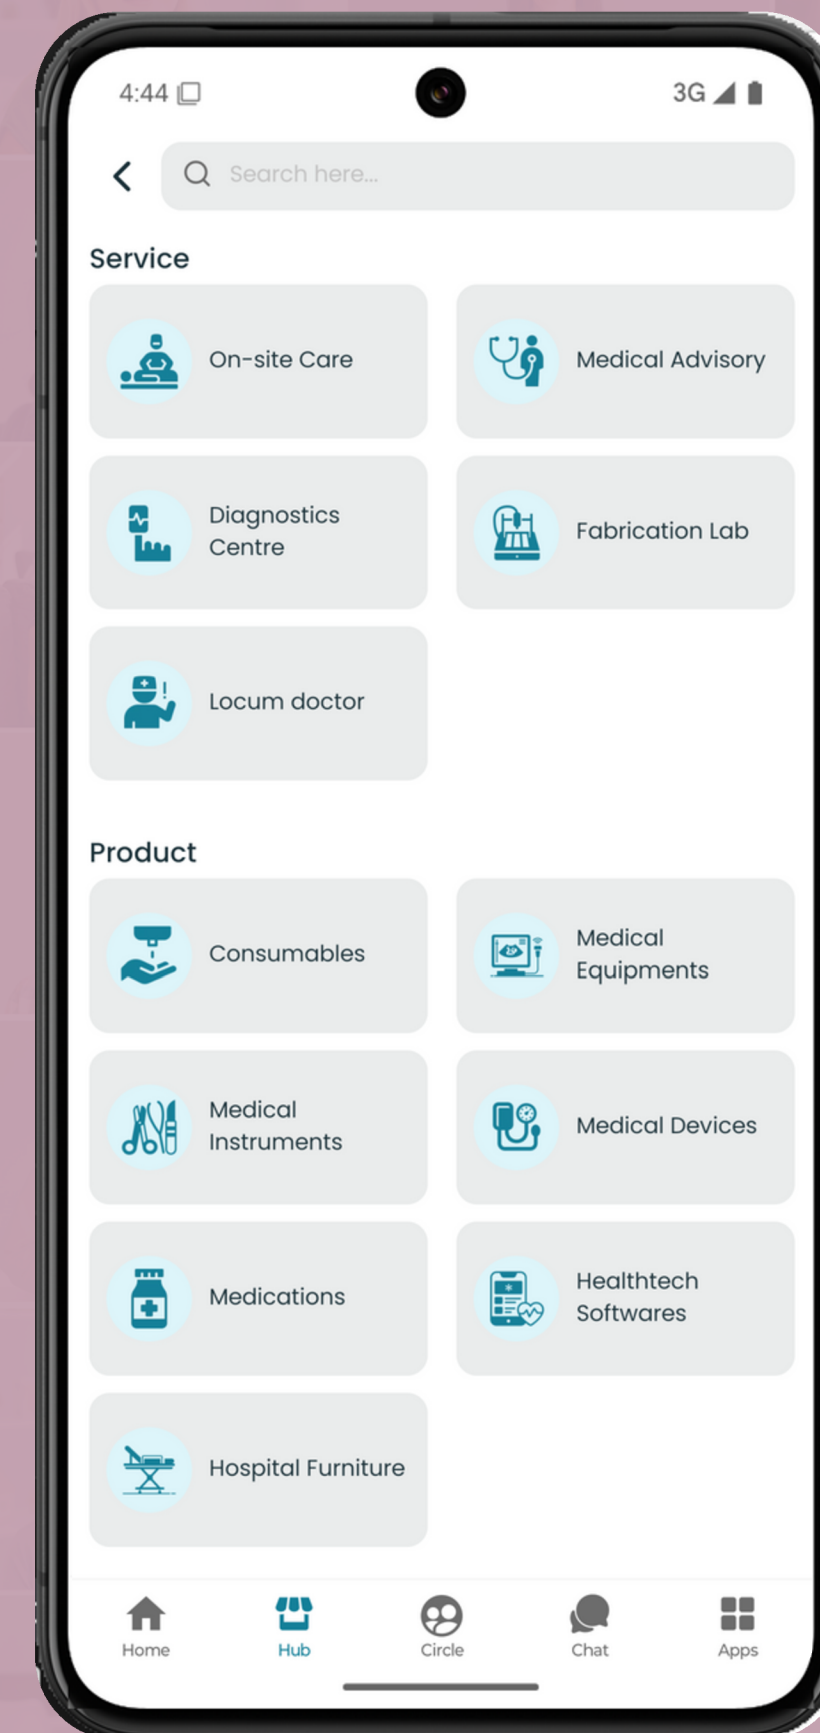 4:44
3G
Search here...
Service
On-site Care
Medical Advisory
Diagnostics
Centre
Fabrication Lab
Locum doctor
Product
Consumables
Medical
Equipments
Medical
Instruments
Medical Devices
Medications
Healthtech
Softwares
Hospital Furniture
Home
Hub
Circle
Chat
Apps